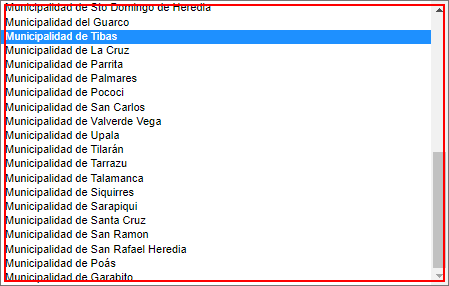 Municipalidad de Sto Domingo de Heredia
Municipalidad del Guarco
Municipalidad de Tibas
Municipalidad de La Cruz
Municipalidad de Parrita
Municipalidad de Palmares
Municipalidad de Pococi
Municipalidad de San Carlos
Municipalidad de Valverde Vega
Municipalidad de Upala
Municipalidad de Tilarán
Municipalidad de Tarrazu
Municipalidad de Talamanca
Municipalidad de Siquirres
Municipalidad de Sarapiqui
Municipalidad de Santa Cruz
Municipalidad de San Ramon
Municipalidad de San Rafael Heredia
Municipalidad de Poás
Municipalidad de Garabito